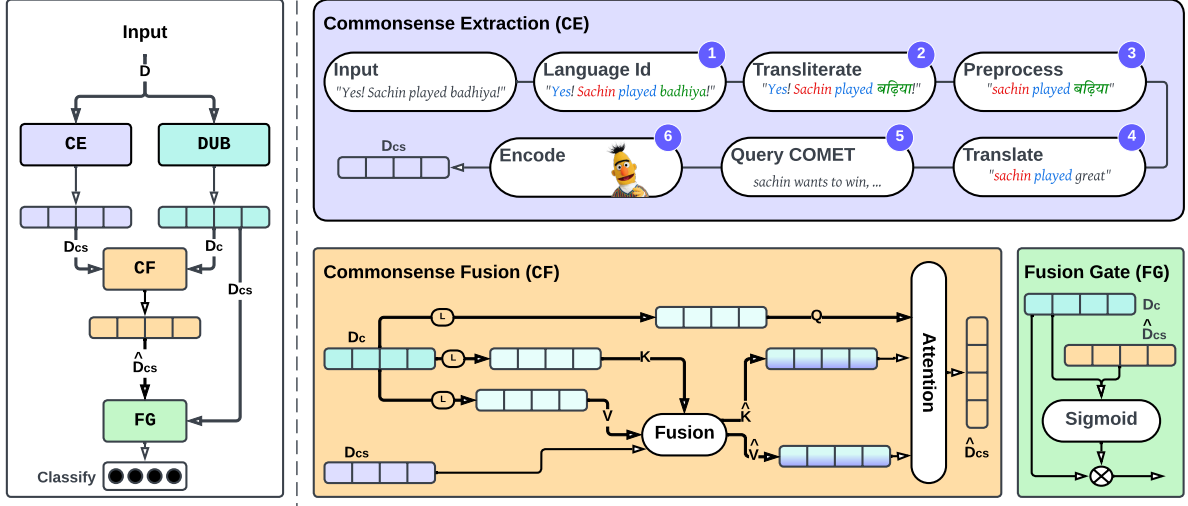 Input
D
CE
DUB
Dcs
Dc
CF
Dcs
^
Dcs
FG
Classify
Commonsense Extraction (CE)
Input
"Yes! Sachin played badhiya!"
1
Language Id
"Yes! Sachin played badhiya!"
2
Transliterate
"Yes! Sachin played बढ़िया!"
3
Preprocess
"sachin played बढ़िया"
4
Translate
"sachin played great"
5
Query COMET
sachin wants to win, ...
6
Encode
Dcs
Commonsense Fusion (CF)
L
Q
Dc
L
K
L
V
Fusion
^
K
^
V
Dcs
Attention
^
Dcs
Fusion Gate (FG)
Dc
^
Dcs
Sigmoid